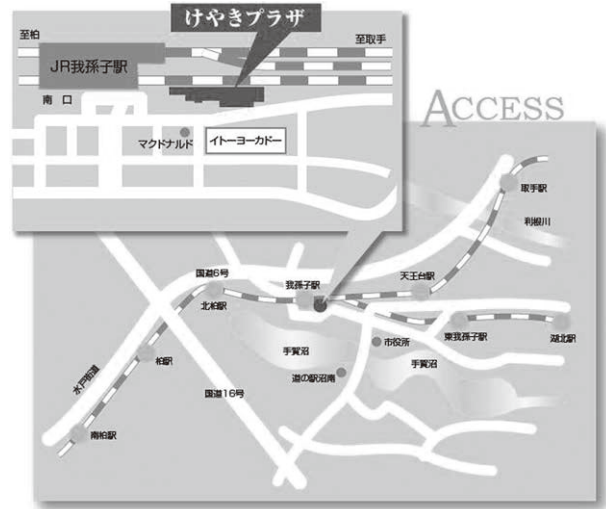 けやきプラザ
至柏
至取手
JR我孫子駅
南 口
マクドナルド
イトーヨーカドー
ACCESS
取手駅
利根川
国道6号
我孫子駅
天王台駅
北柏駅
東我孫子駅
湖北駅
市役所
手賀沼
手賀沼
道の駅沼南
水戸街道
柏駅
国道16号
南柏駅